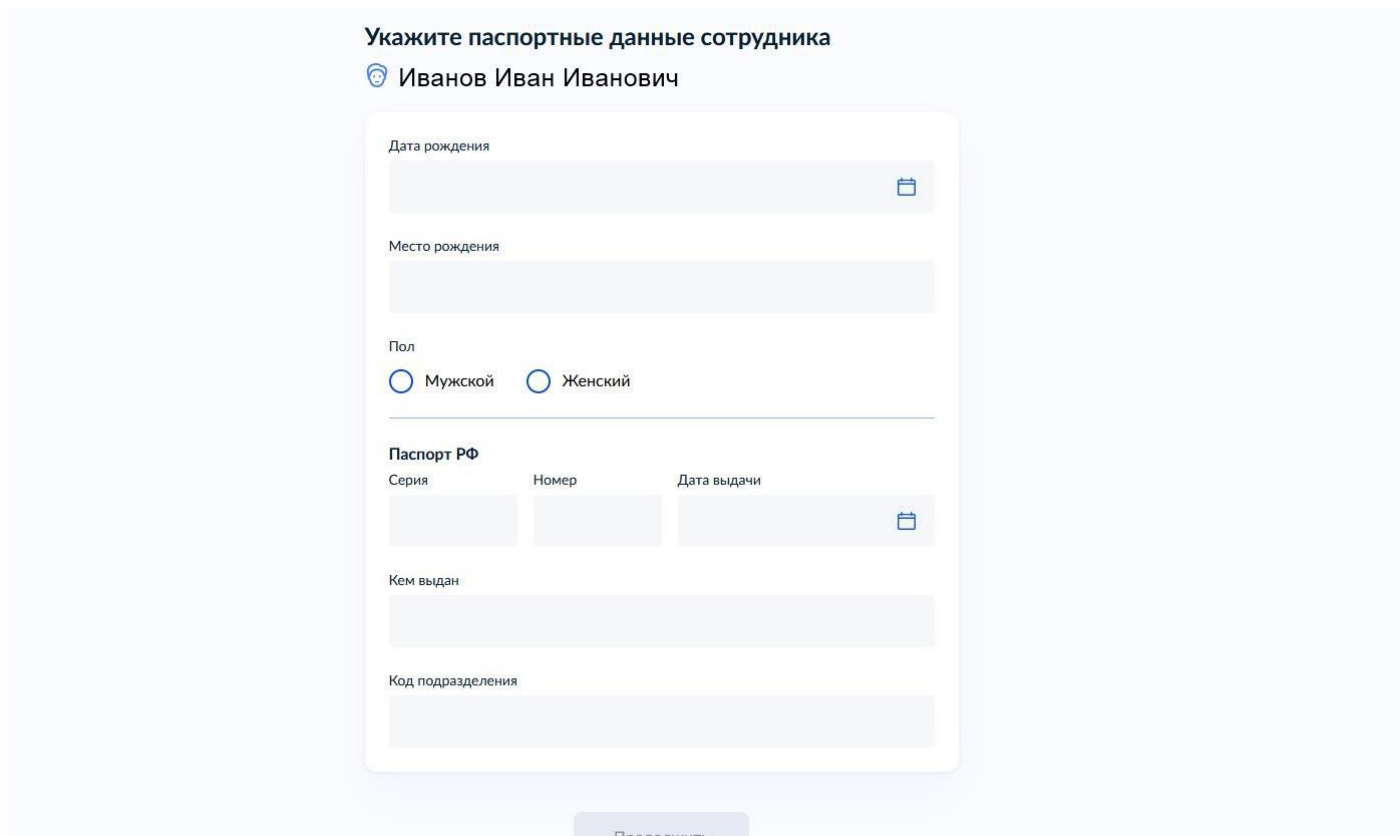 Укажите паспортные данные сотрудника
Иванов Иван Иванович
Дата рождения
Место рождения
Пол
Мужской Женский
Паспорт РФ
Серия Номер Дата выдачи
Кем выдан
Код подразделения
Продолжить